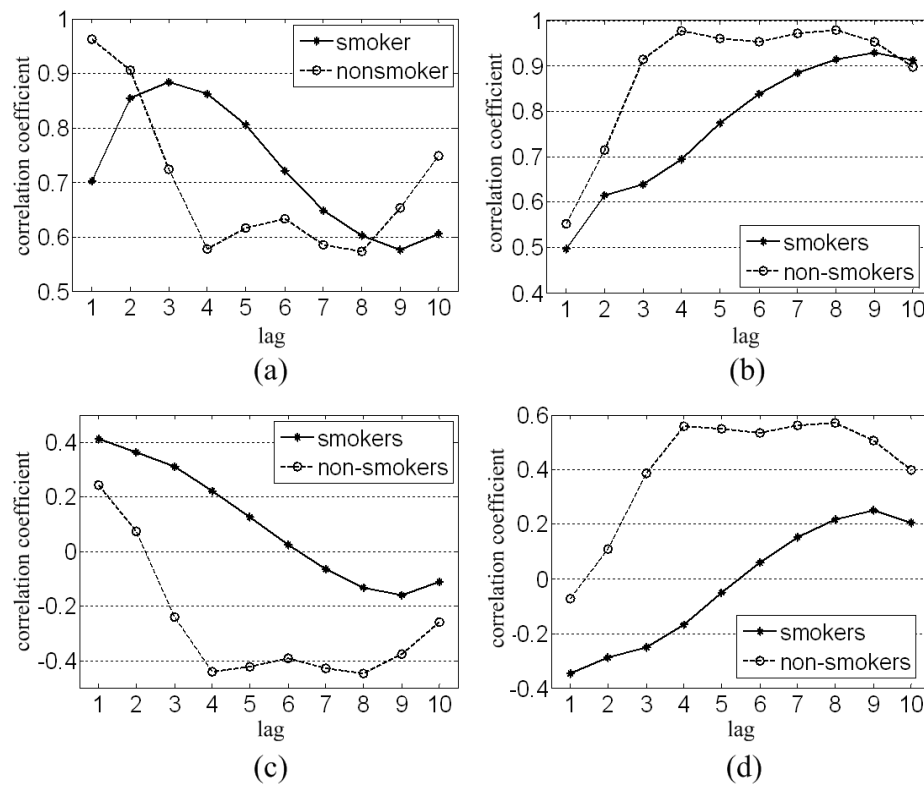 1
0.9
0.8
0.7
0.6
0.5
correlation coefficient
smoker
nonsmoker
1 2 3 4 5 6 7 8 9 10
lag
(a)
1
0.9
0.8
0.7
0.6
0.5
0.4
correlation coefficient
smokers
non-smokers
1 2 3 4 5 6 7 8 9 10
lag
(b)
0.4
0.2
0
-0.2
-0.4
correlation coefficient
smokers
non-smokers
1 2 3 4 5 6 7 8 9 10
lag
(c)
0.6
0.4
0.2
0
-0.2
-0.4
correlation coefficient
smokers
non-smokers
1 2 3 4 5 6 7 8 9 10
lag
(d)